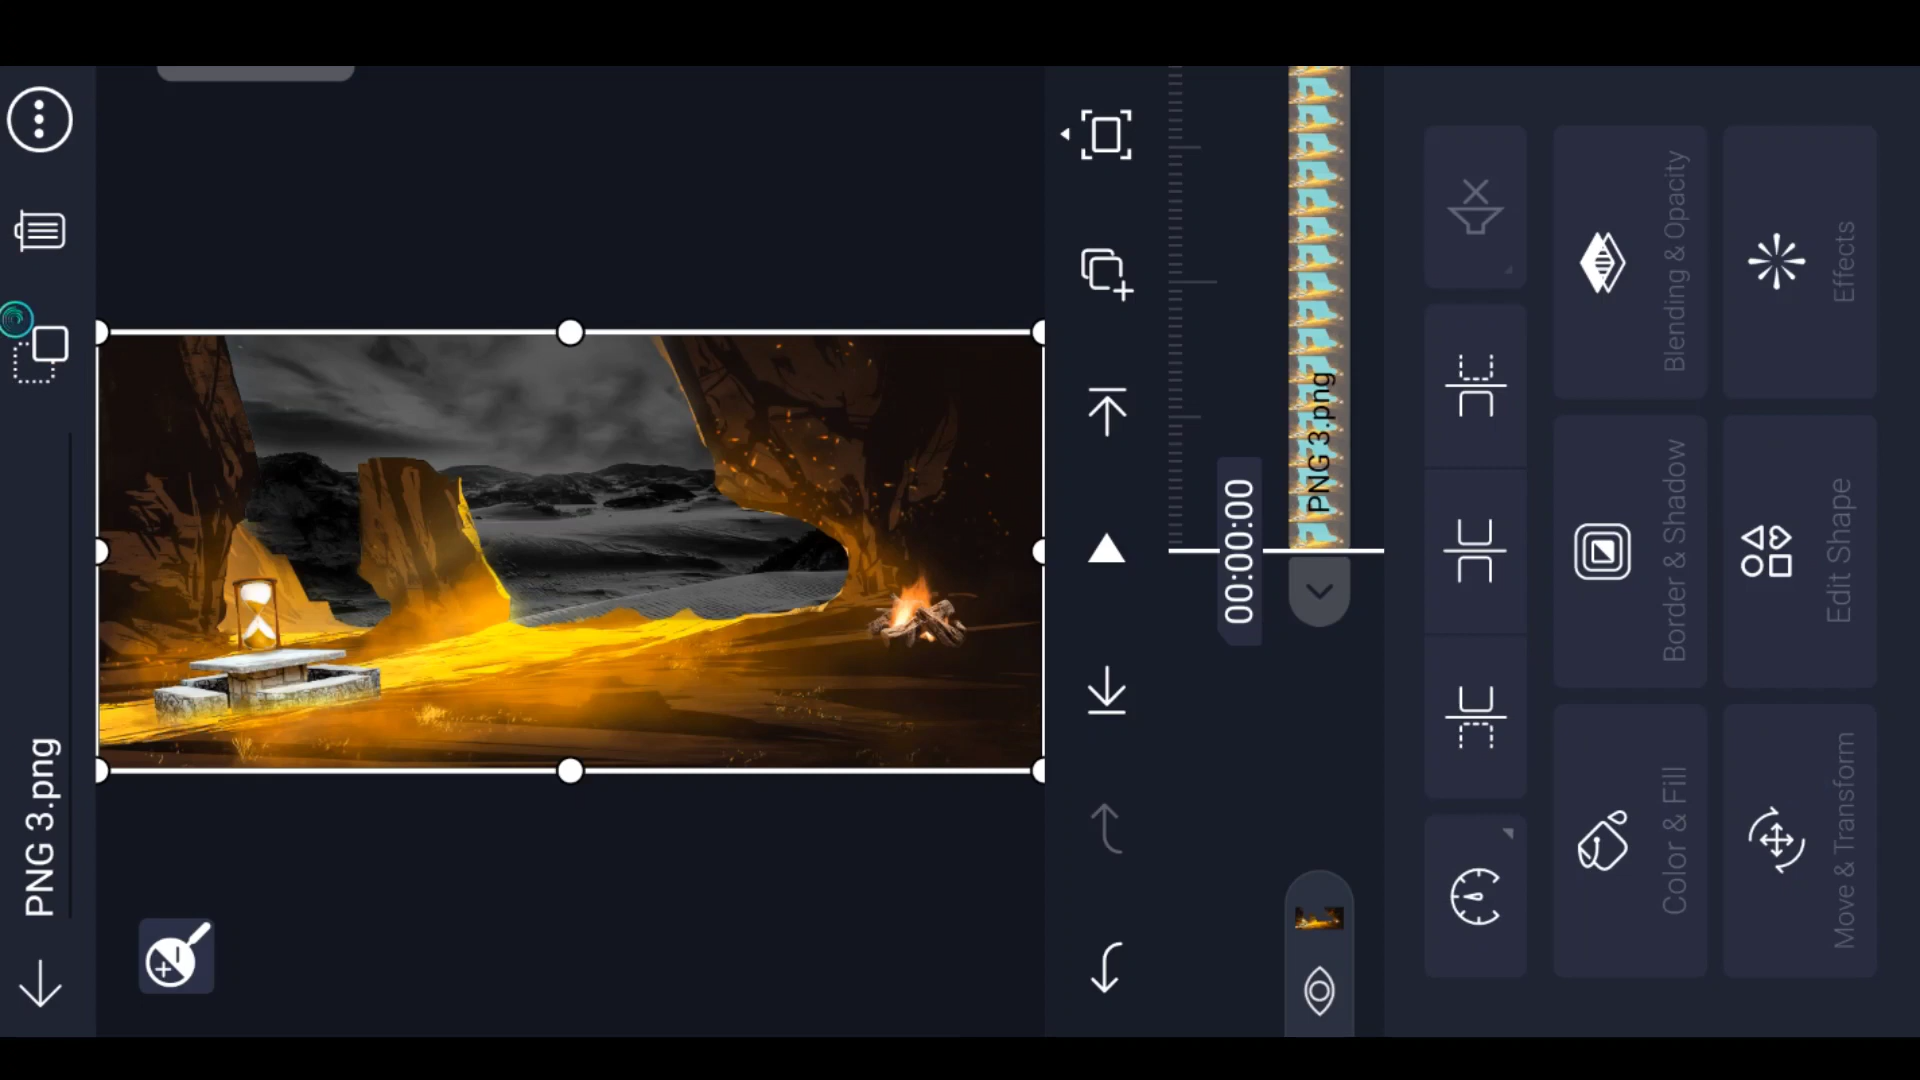 PNG 3.png
00:00:00
PNG 3.png
Move & Transform
Edit Shape
Effects
Color & Fill
Border & Shadow
Blending & Opacity